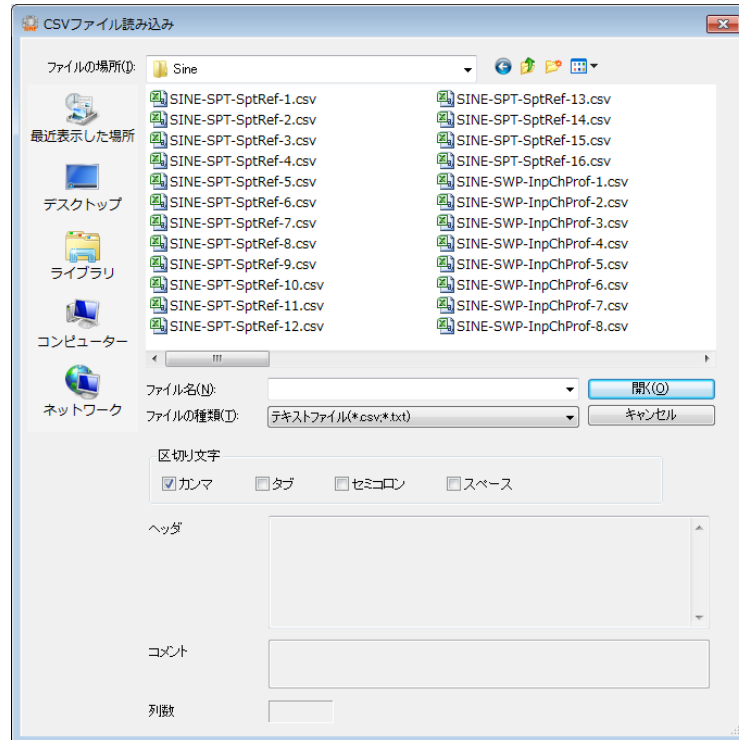 CSVファイル読み込み
ファイルの場所(I):
Sine
最近表示した場所
デスクトップ
ライブラリ
コンピューター
ネットワーク
SINE-SPT-SptRef-1.csv
SINE-SPT-SptRef-2.csv
SINE-SPT-SptRef-3.csv
SINE-SPT-SptRef-4.csv
SINE-SPT-SptRef-5.csv
SINE-SPT-SptRef-6.csv
SINE-SPT-SptRef-7.csv
SINE-SPT-SptRef-8.csv
SINE-SPT-SptRef-9.csv
SINE-SPT-SptRef-10.csv
SINE-SPT-SptRef-11.csv
SINE-SPT-SptRef-12.csv
SINE-SPT-SptRef-13.csv
SINE-SPT-SptRef-14.csv
SINE-SPT-SptRef-15.csv
SINE-SPT-SptRef-16.csv
SINE-SWP-InpChProf-1.csv
SINE-SWP-InpChProf-2.csv
SINE-SWP-InpChProf-3.csv
SINE-SWP-InpChProf-4.csv
SINE-SWP-InpChProf-5.csv
SINE-SWP-InpChProf-6.csv
SINE-SWP-InpChProf-7.csv
SINE-SWP-InpChProf-8.csv
ファイル名(N):
開く(O)
ファイルの種類(T):
テキストファイル(*.csv;*.txt)
キャンセル
区切り文字
カンマ
タブ
セミコロン
スペース
ヘッダ
コメント
列数